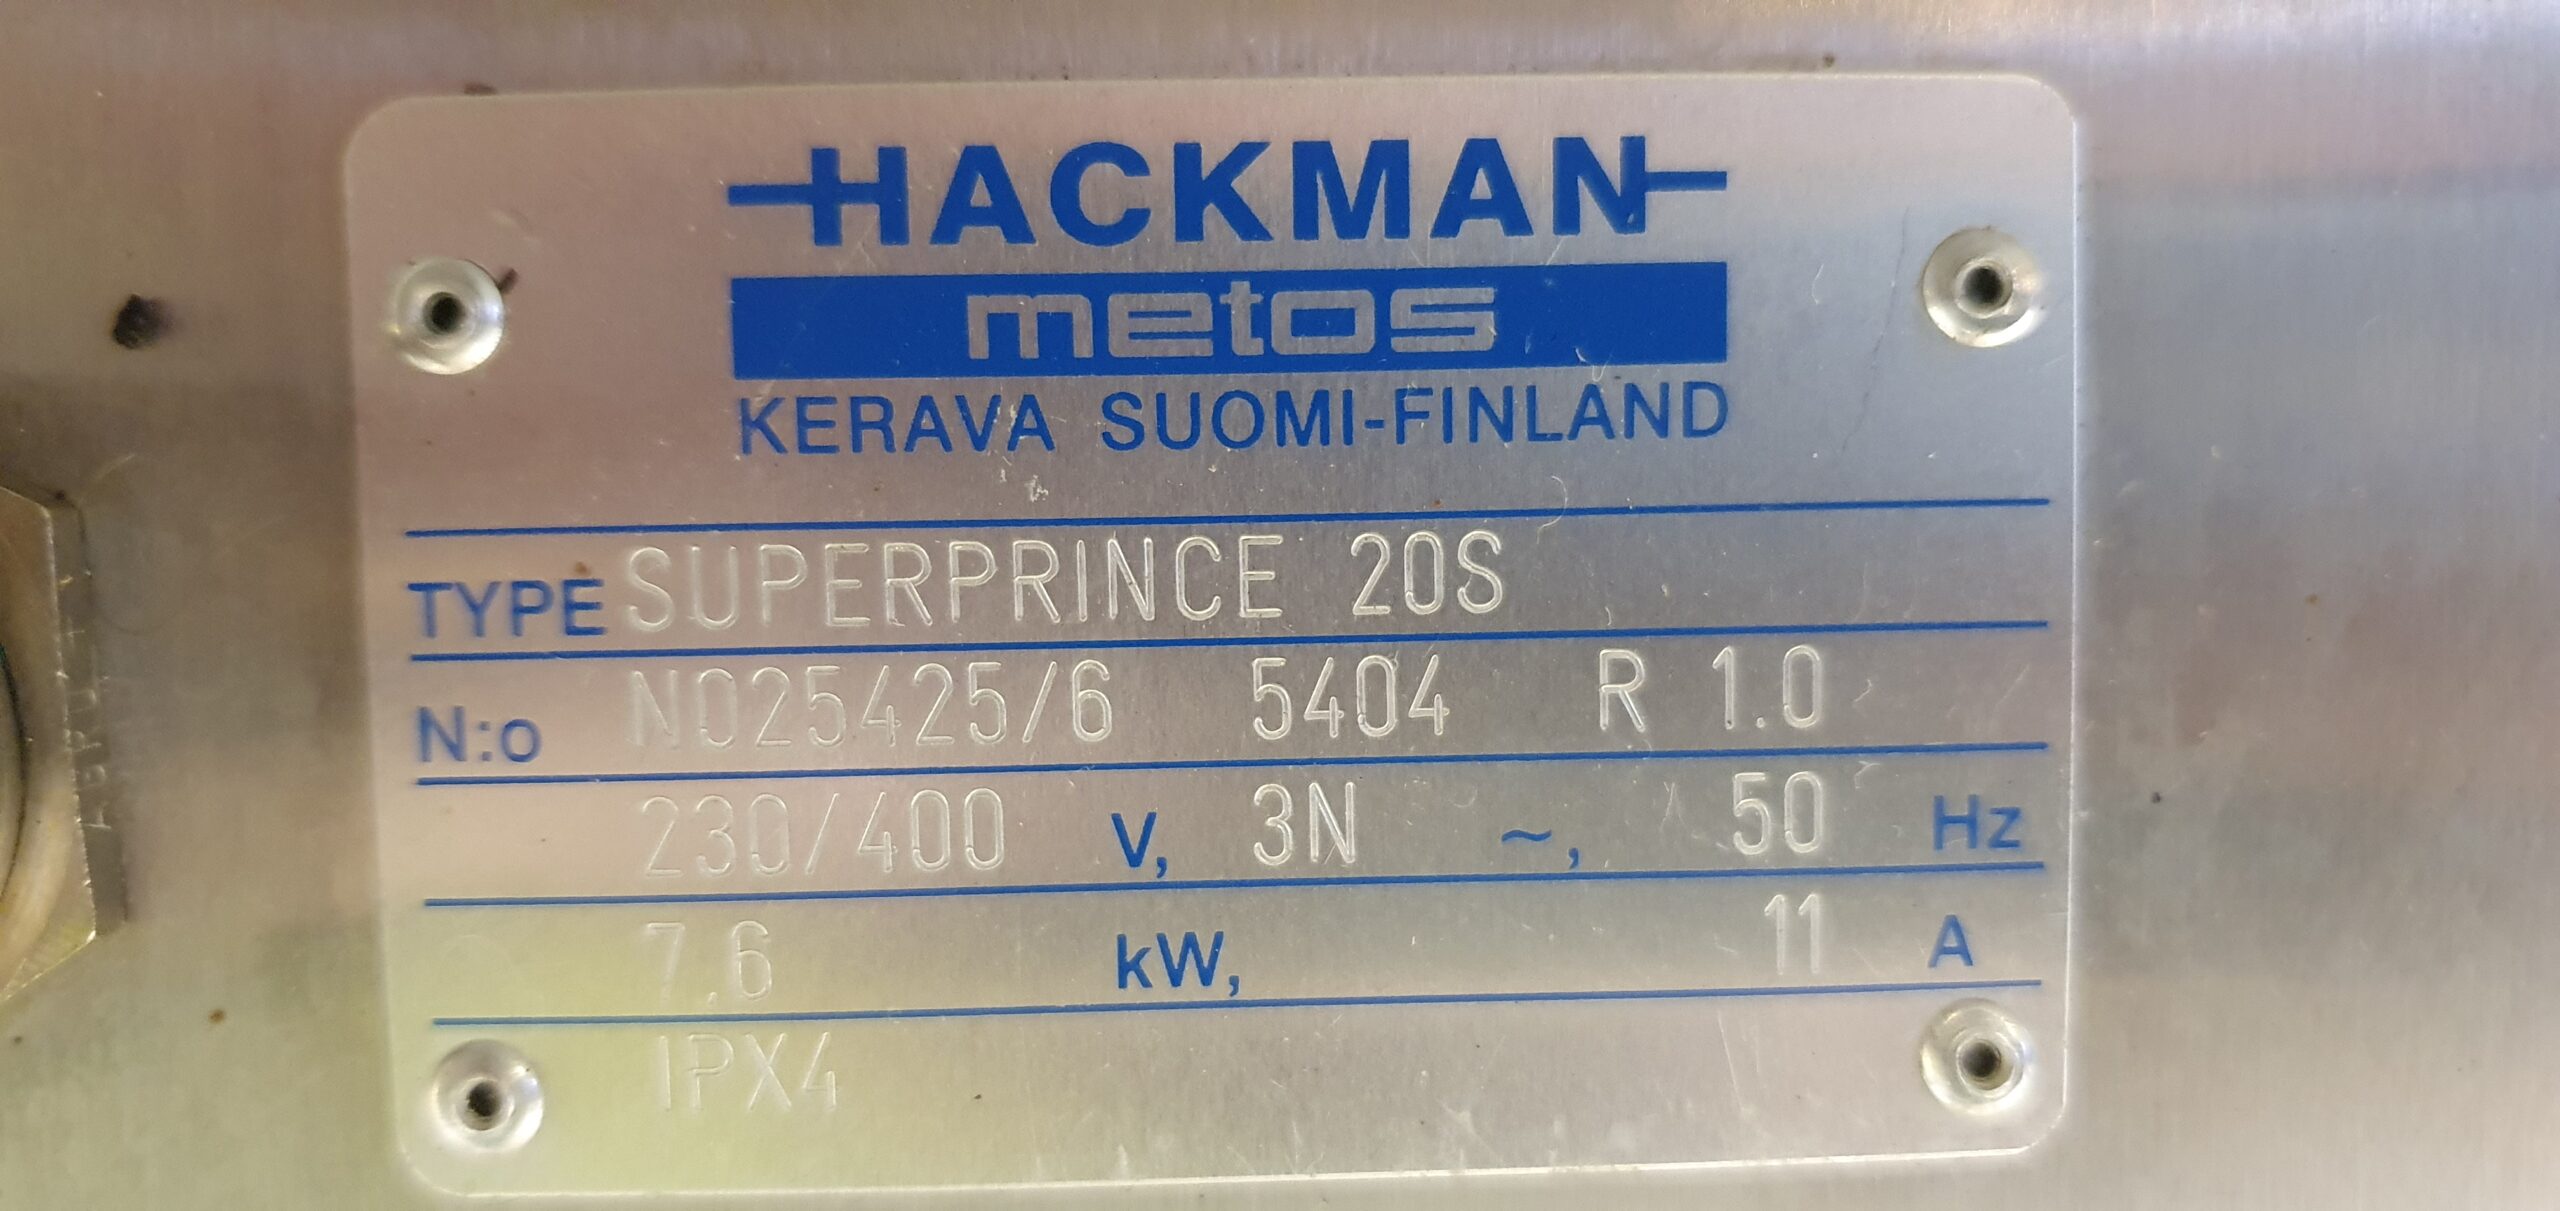 HACKMAN
metos
KERAVA SUOMI-FINLAND
TYPE SUPERPRINCE 20S
N:o N025425/6 5404 R 1.0
230/400 V, 3N ~, 50 Hz
7.6 kW, 11 A
IPX4